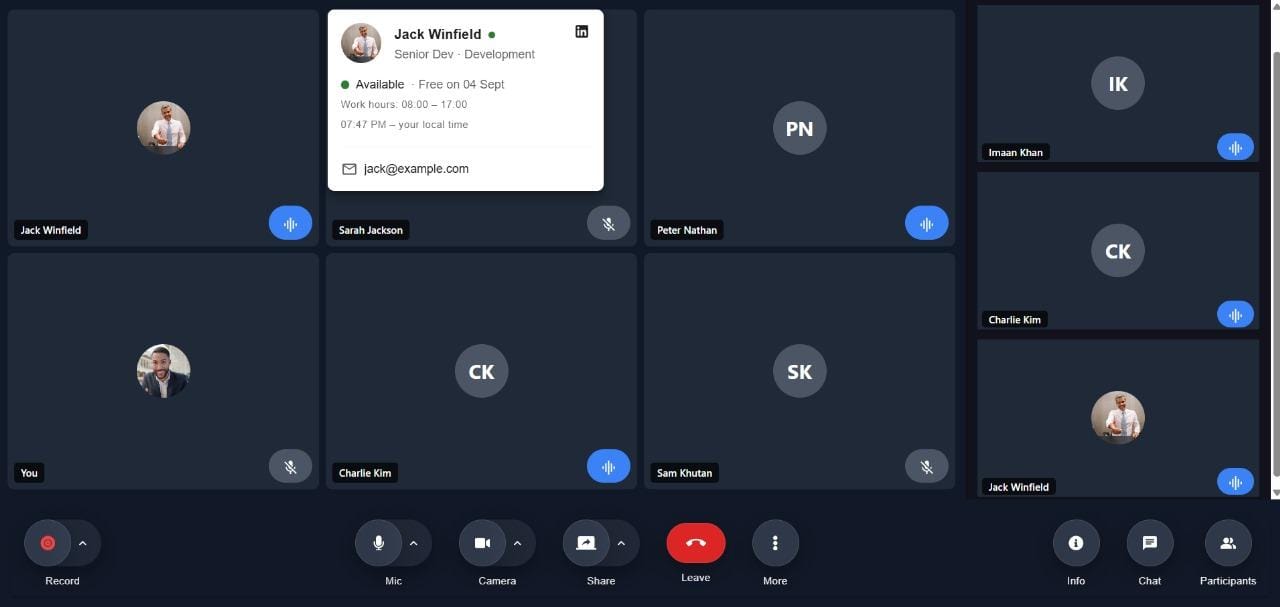 Jack Winfield
Senior Dev · Development
in
Available · Free on 04 Sept
Work hours: 08:00 – 17:00
07:47 PM – your local time
jack@example.com
PN
Jack Winfield
Sarah Jackson
Peter Nathan
CK
SK
You
Charlie Kim
Sam Khutan
IK
Imaan Khan
CK
Charlie Kim
Jack Winfield
Record
Mic
Camera
Share
Leave
More
Info
Chat
Participants